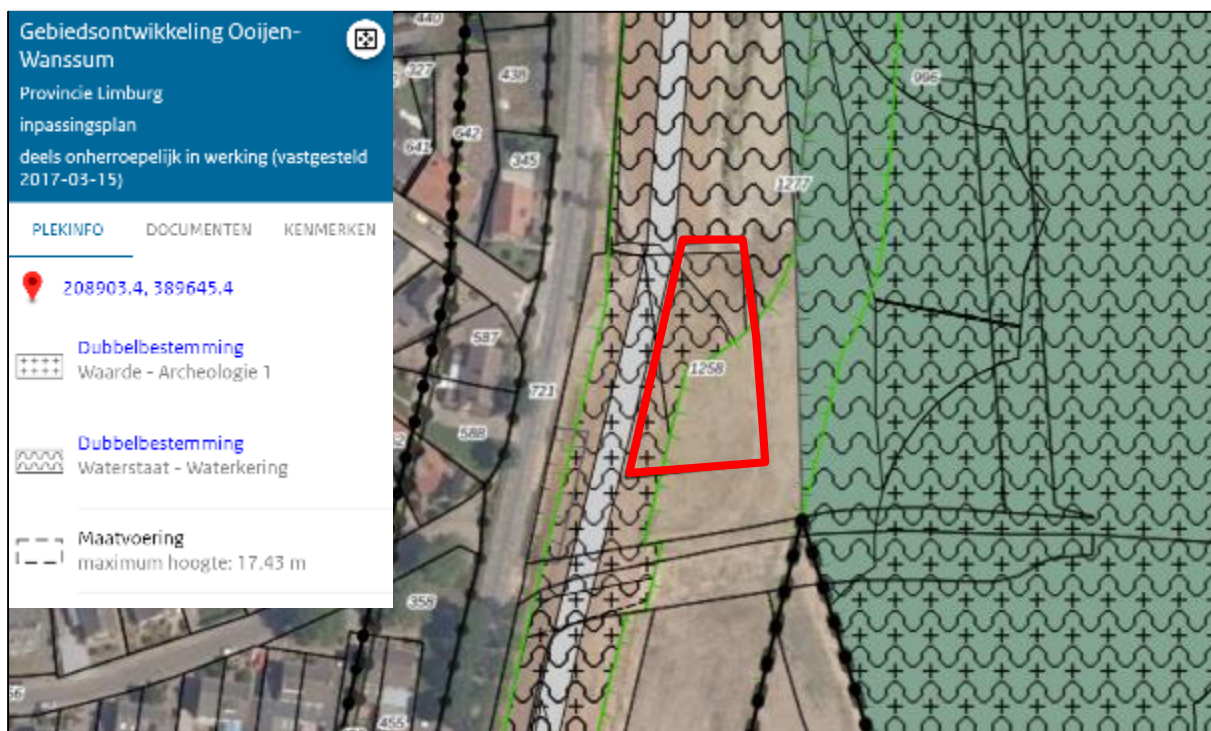 Gebiedsontwikkeling Ooijen-
Wanssum
Provincie Limburg
inpassingsplan
deels onherroepelijk in werking (vastgesteld
2017-03-15)
PLEKINFO DOCUMENTEN KENMERKEN
208903.4, 389645.4
Dubbelbestemming
Waarde - Archeologie 1
Dubbelbestemming
Waterstaat - Waterkering
Maatvoering
maximum hoogte: 17.43 m
440
327
438
642
641
345
996
1277
587
1258
721
588
358
455